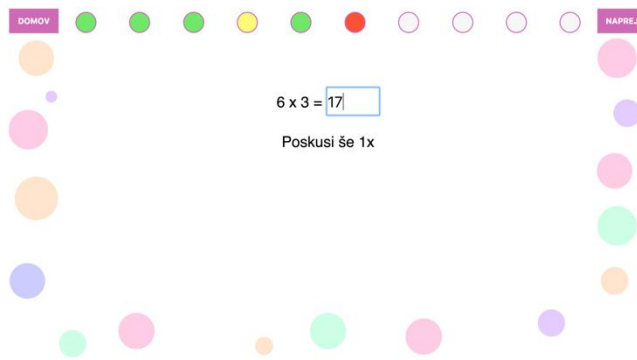 DOMOV
NAPREJ
6 x 3 = 17
Poskusi še 1x